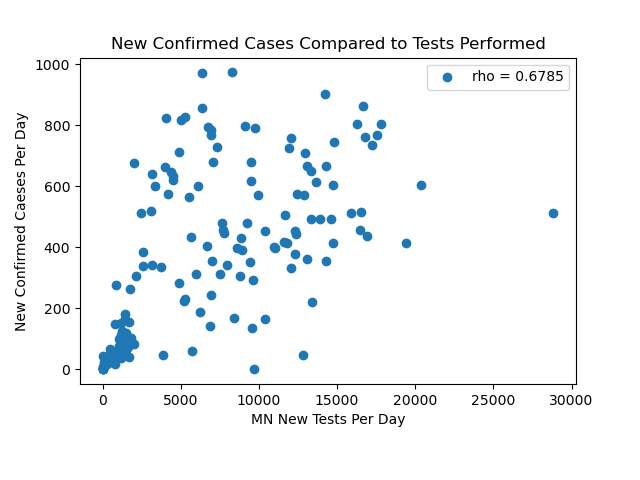 New Confirmed Cases Compared to Tests Performed
rho = 0.6785
New Confirmed Caeses Per Day
1000
800
600
400
200
0
0 5000 10000 15000 20000 25000 30000
MN New Tests Per Day